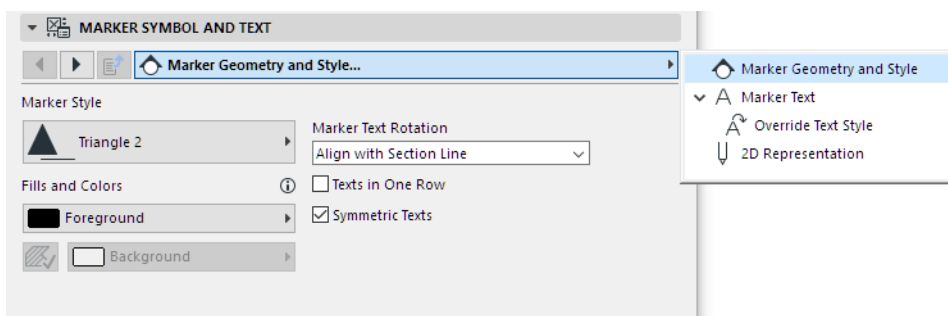 MARKER SYMBOL AND TEXT
Marker Geometry and Style...
Marker Style
Triangle 2
Marker Text Rotation
Align with Section Line
Fills and Colors
Texts in One Row
Foreground
Symmetric Texts
Background
Marker Geometry and Style
Marker Text
Override Text Style
2D Representation